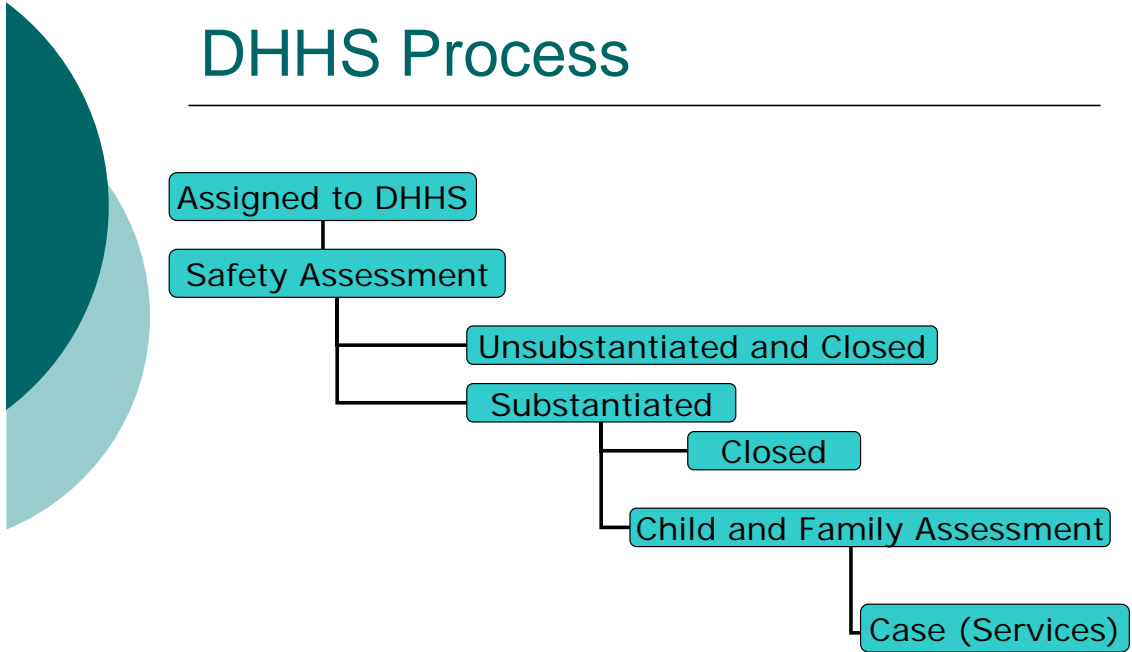 DHHS Process
Assigned to DHHS
Safety Assessment
Unsubstantiated and Closed
Substantiated
Closed
Child and Family Assessment
Case (Services)